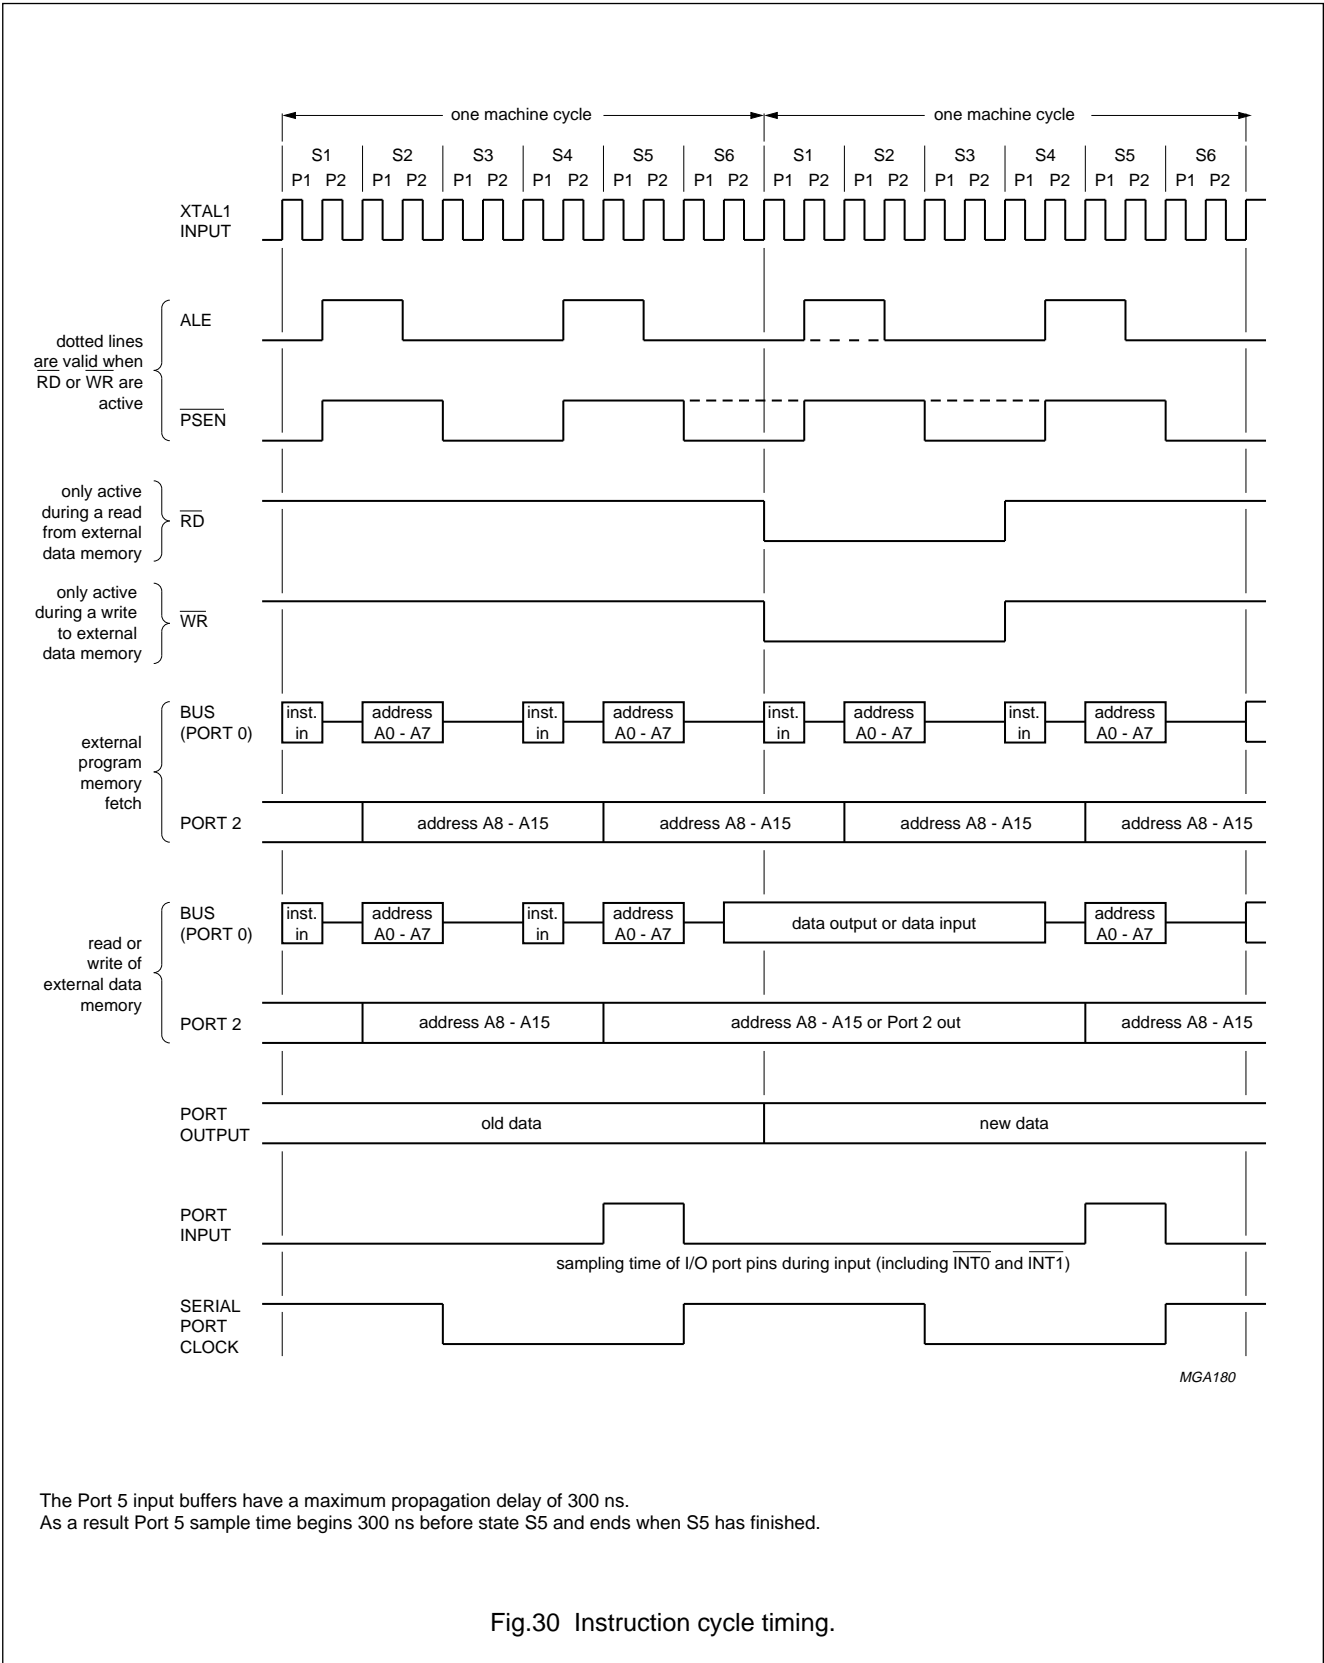 one machine cycle one machine cycle
S1 S2 S3 S4 S5 S6 S1 S2 S3 S4 S5 S6
P1 P2 P1 P2 P1 P2 P1 P2 P1 P2 P1 P2 P1 P2 P1 P2 P1 P2 P1 P2 P1 P2 P1 P2
XTAL1
INPUT
dotted lines
are valid when
RD or WR are
active
ALE
PSEN
only active
during a read
from external
data memory
RD
only active
during a write
to external
data memory
WR
external
program
memory
fetch
BUS
(PORT 0)
inst. address inst. address inst. address inst. address
in A0 - A7 in A0 - A7 in A0 - A7 in A0 - A7
PORT 2
address A8 - A15 address A8 - A15 address A8 - A15 address A8 - A15
read or
write of
external data
memory
BUS
(PORT 0)
inst. address inst. address data output or data input address
in A0 - A7 in A0 - A7 A0 - A7
PORT 2
address A8 - A15 address A8 - A15 or Port 2 out address A8 - A15
PORT
OUTPUT
old data new data
PORT
INPUT
sampling time of I/O port pins during input (including INT0 and INT1)
SERIAL
PORT
CLOCK
MGA180
The Port 5 input buffers have a maximum propagation delay of 300 ns.
As a result Port 5 sample time begins 300 ns before state S5 and ends when S5 has finished.
Fig.30 Instruction cycle timing.